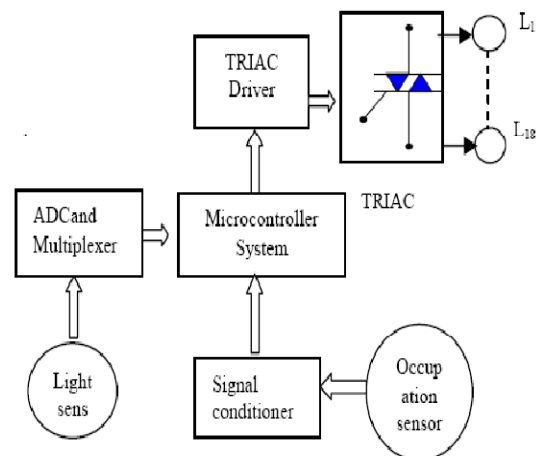 L1
TRIAC
Driver
L18
TRIAC
ADCand
Multiplexer
Microcontroller
System
Light
sens
Signal
conditioner
Occup
ation
sensor